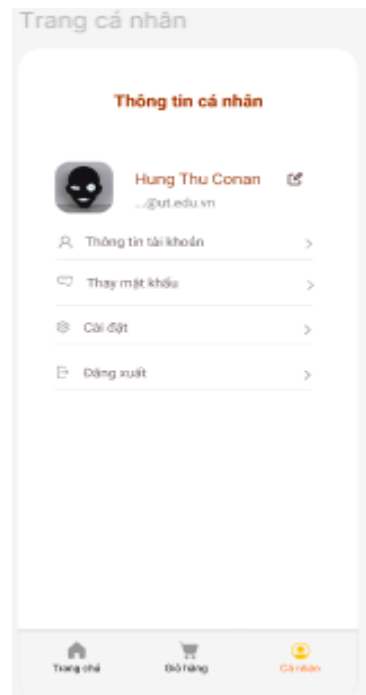 Trang cá nhân
Thông tin cá nhân
Hung Thu Conan
...@ut.edu.vn
Thông tin tài khoản
Thay mật khẩu
Cài đặt
Đăng xuất
Trang chủ
Giỏ hàng
Cá nhân